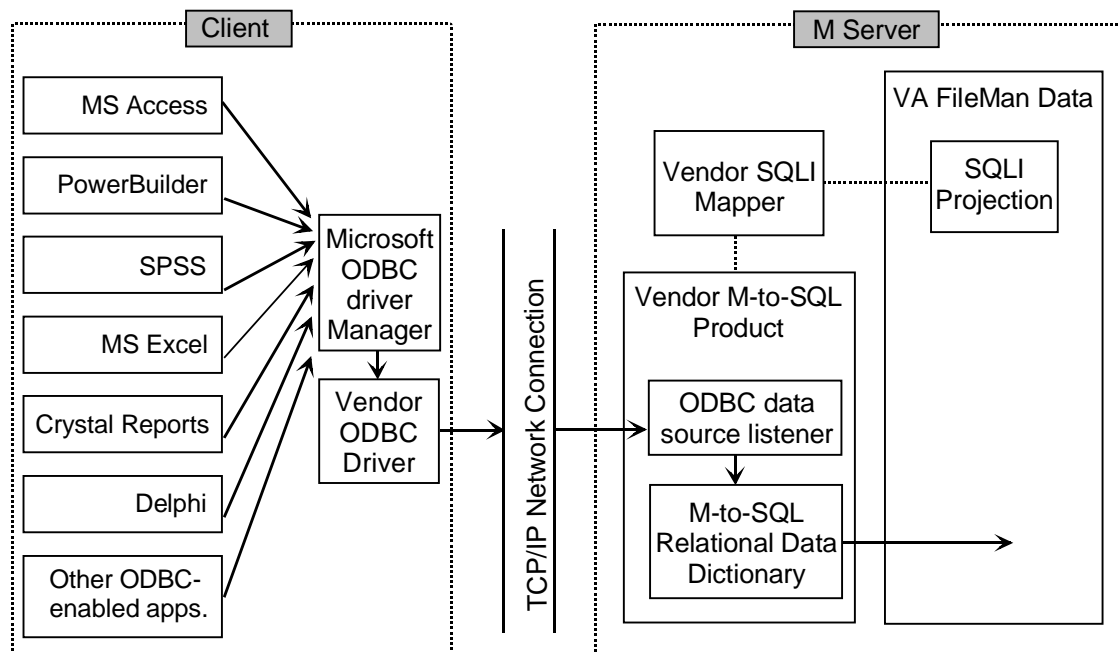 Client
MS Access
PowerBuilder
SPSS
MS Excel
Crystal Reports
Delphi
Other ODBC-
enabled apps.
Microsoft
ODBC
driver
Manager
Vendor
ODBC
Driver
TCP/IP Network Connection
M Server
Vendor SQLI
Mapper
Vendor M-to-SQL
Product
ODBC data
source listener
M-to-SQL
Relational Data
Dictionary
VA FileMan Data
SQLI
Projection